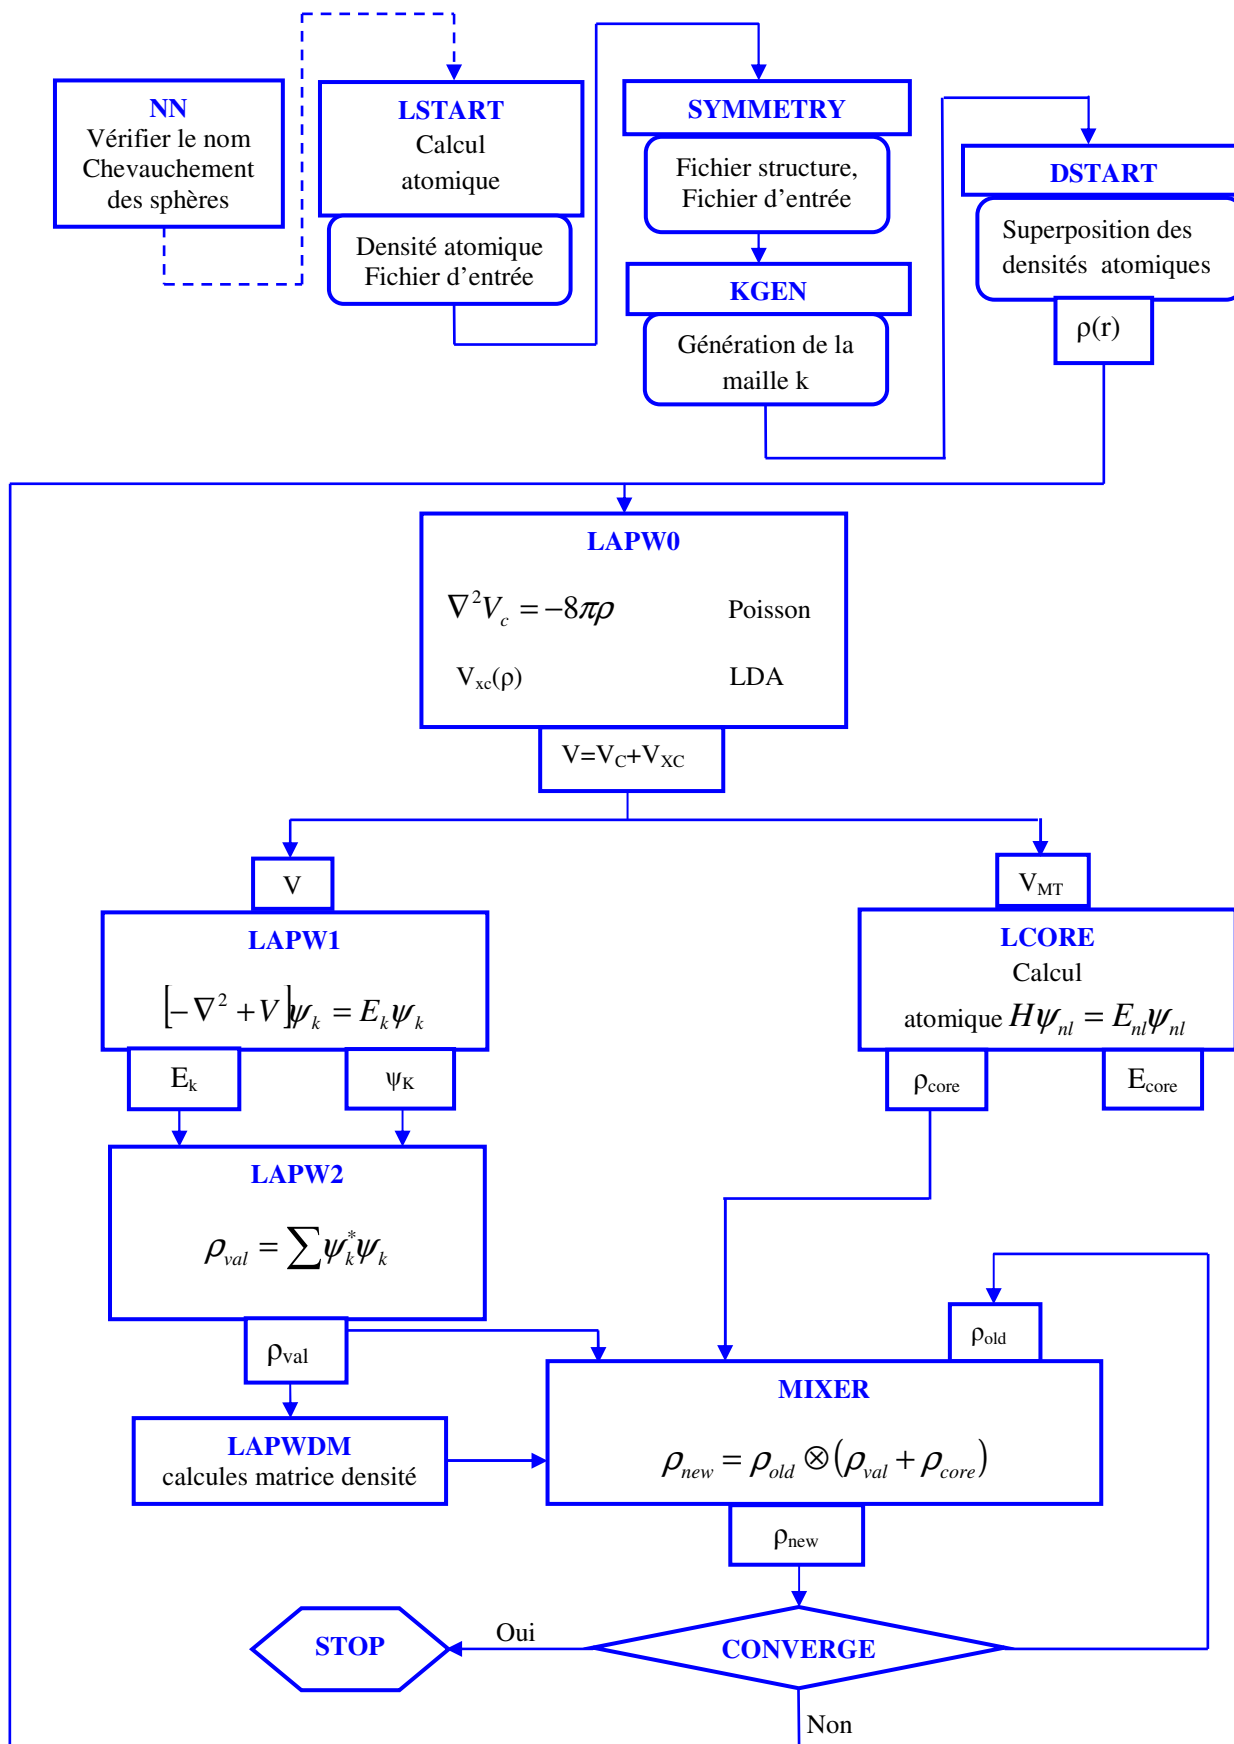 NN
Vérifier le nom
Chevauchement
des sphères
LSTART
Calcul
atomique
Densité atomique
Fichier d'entrée
SYMMETRY
Fichier structure,
Fichier d'entrée
KGEN
Génération de la
maille k
DSTART
Superposition des
densités atomiques
ρ(r)
LAPW0
∇²V_c = −8πρ Poisson
V_xc(ρ) LDA
V=V_C+V_XC
V
LAPW1
[−∇² + V]ψ_k = E_kψ_k
E_k
ψ_K
V_MT
LCORE
Calcul
atomique Hψ_nl = E_nlψ_nl
ρ_core
E_core
LAPW2
ρ_val = ∑ψ_k^*ψ_k
ρ_val
LAPWDM
calcules matrice densité
ρ_old
MIXER
ρ_new = ρ_old ⊗ (ρ_val + ρ_core)
ρ_new
STOP
Oui
CONVERGE
Non